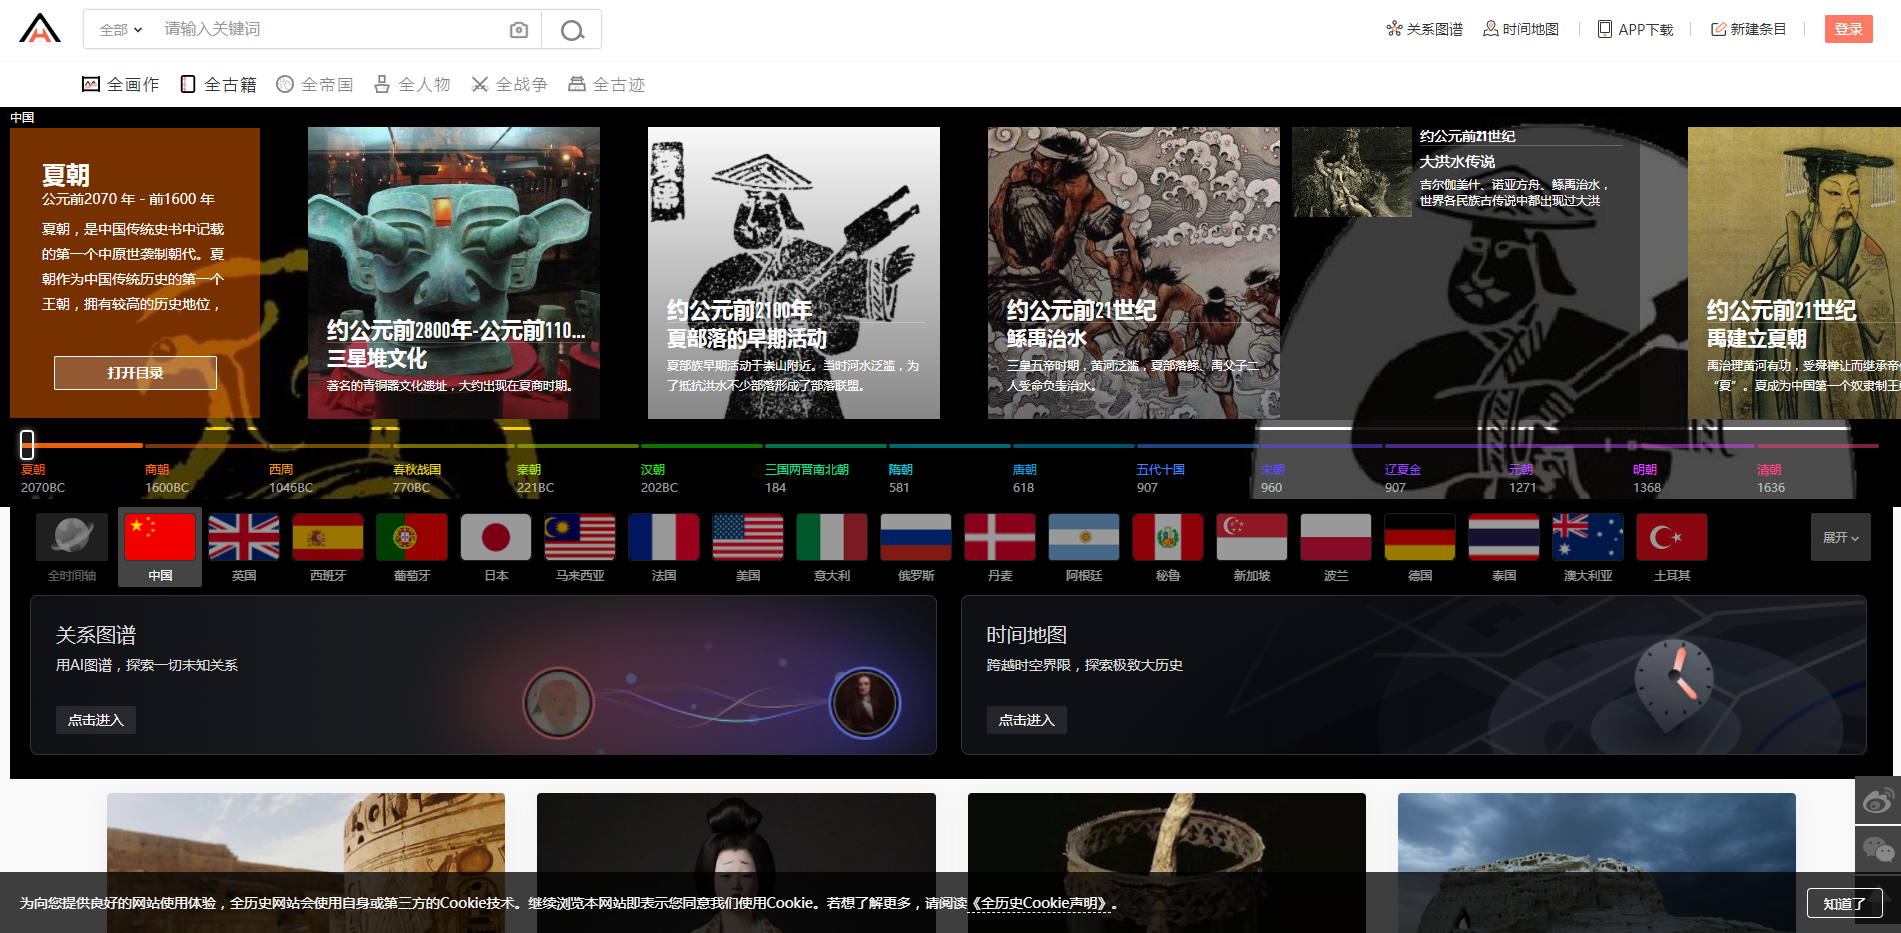 全部
请输入关键词
关系图谱
时间地图
APP下载
新建条目
登录
全画作
全古籍
全帝国
全人物
全战争
全古迹
中国
夏朝
公元前2070 年 - 前1600 年
夏朝，是中国传统史书中记载
的第一个中原世袭制朝代。夏
朝作为中国传统历史的第一个
王朝，拥有较高的历史地位，
打开目录
约公元前2800年-公元前110...
三星堆文化
著名的青铜器文化遗址，大约出现在夏商时期。
约公元前2100年
夏部落的早期活动
夏部族早期活动于崇山附近。当时河水泛滥，为
了抵抗洪水不少部落形成了部落联盟。
约公元前21世纪
鲧禹治水
三皇五帝时期，黄河泛滥，夏部落鲧、禹父子二
人受命负责治水。
约公元前21世纪
大洪水传说
吉尔伽美什、诺亚方舟、鲧禹治水，
世界各民族古传说中都出现过大洪
约公元前21世纪
禹建立夏朝
禹治理黄河有功，受舜禅让而继承帝
“夏”。夏成为中国第一个奴隶制王
夏朝
2070BC
商朝
1600BC
西周
1046BC
春秋战国
770BC
秦朝
221BC
汉朝
202BC
三国两晋南北朝
184
隋朝
581
唐朝
618
五代十国
907
宋朝
960
辽夏金
907
元朝
1271
明朝
1368
清朝
1636
全时间轴
中国
英国
西班牙
葡萄牙
日本
马来西亚
法国
美国
意大利
俄罗斯
丹麦
阿根廷
秘鲁
新加坡
波兰
德国
泰国
澳大利亚
土耳其
展开
关系图谱
用AI图谱，探索一切未知关系
点击进入
时间地图
跨越时空界限，探索极致大历史
点击进入
为向您提供良好的网站使用体验，全历史网站会使用自身或第三方的Cookie技术。继续浏览本网站即表示您同意我们使用Cookie。若想了解更多，请阅读《全历史Cookie声明》。
知道了